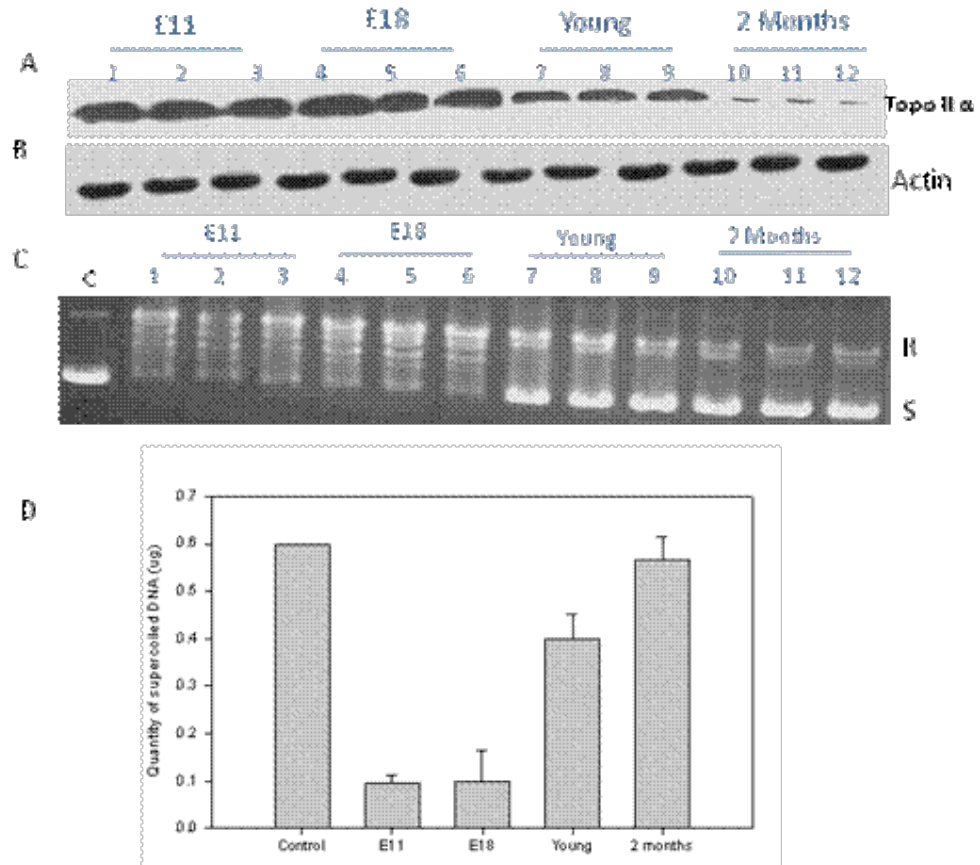 E11 E18 Young 2 Months
A 1 2 3 4 5 6 7 8 9 10 11 12
Topo II α
B
Actin
E11 E18 Young 2 Months
C C 1 2 3 4 5 6 7 8 9 10 11 12
R
S
D
0.7
0.6
0.5
0.4
0.3
0.2
0.1
0.0
Quantity of supercoiled DNA (ug)
Control E11 E18 Young 2 months